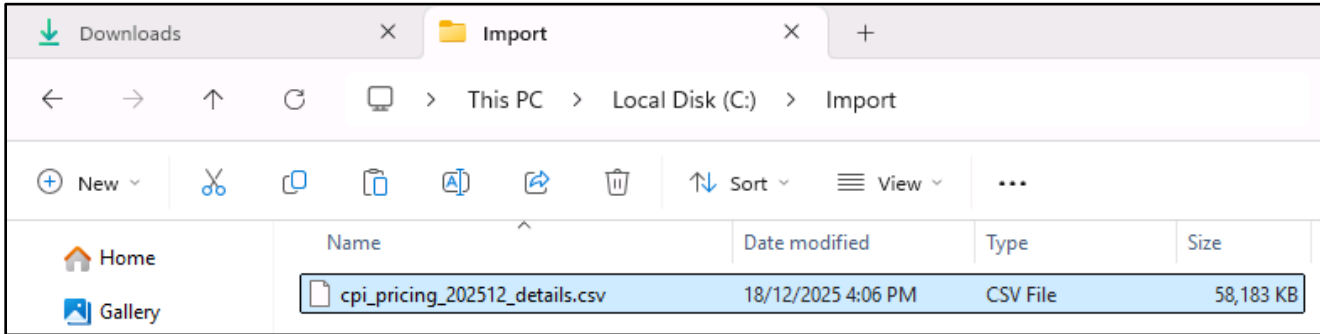 Downloads Import
This PC > Local Disk (C:) > Import
New Sort View ...
Name Date modified Type Size
Home
cpi_pricing_202512_details.csv 18/12/2025 4:06 PM CSV File 58,183 KB
Gallery